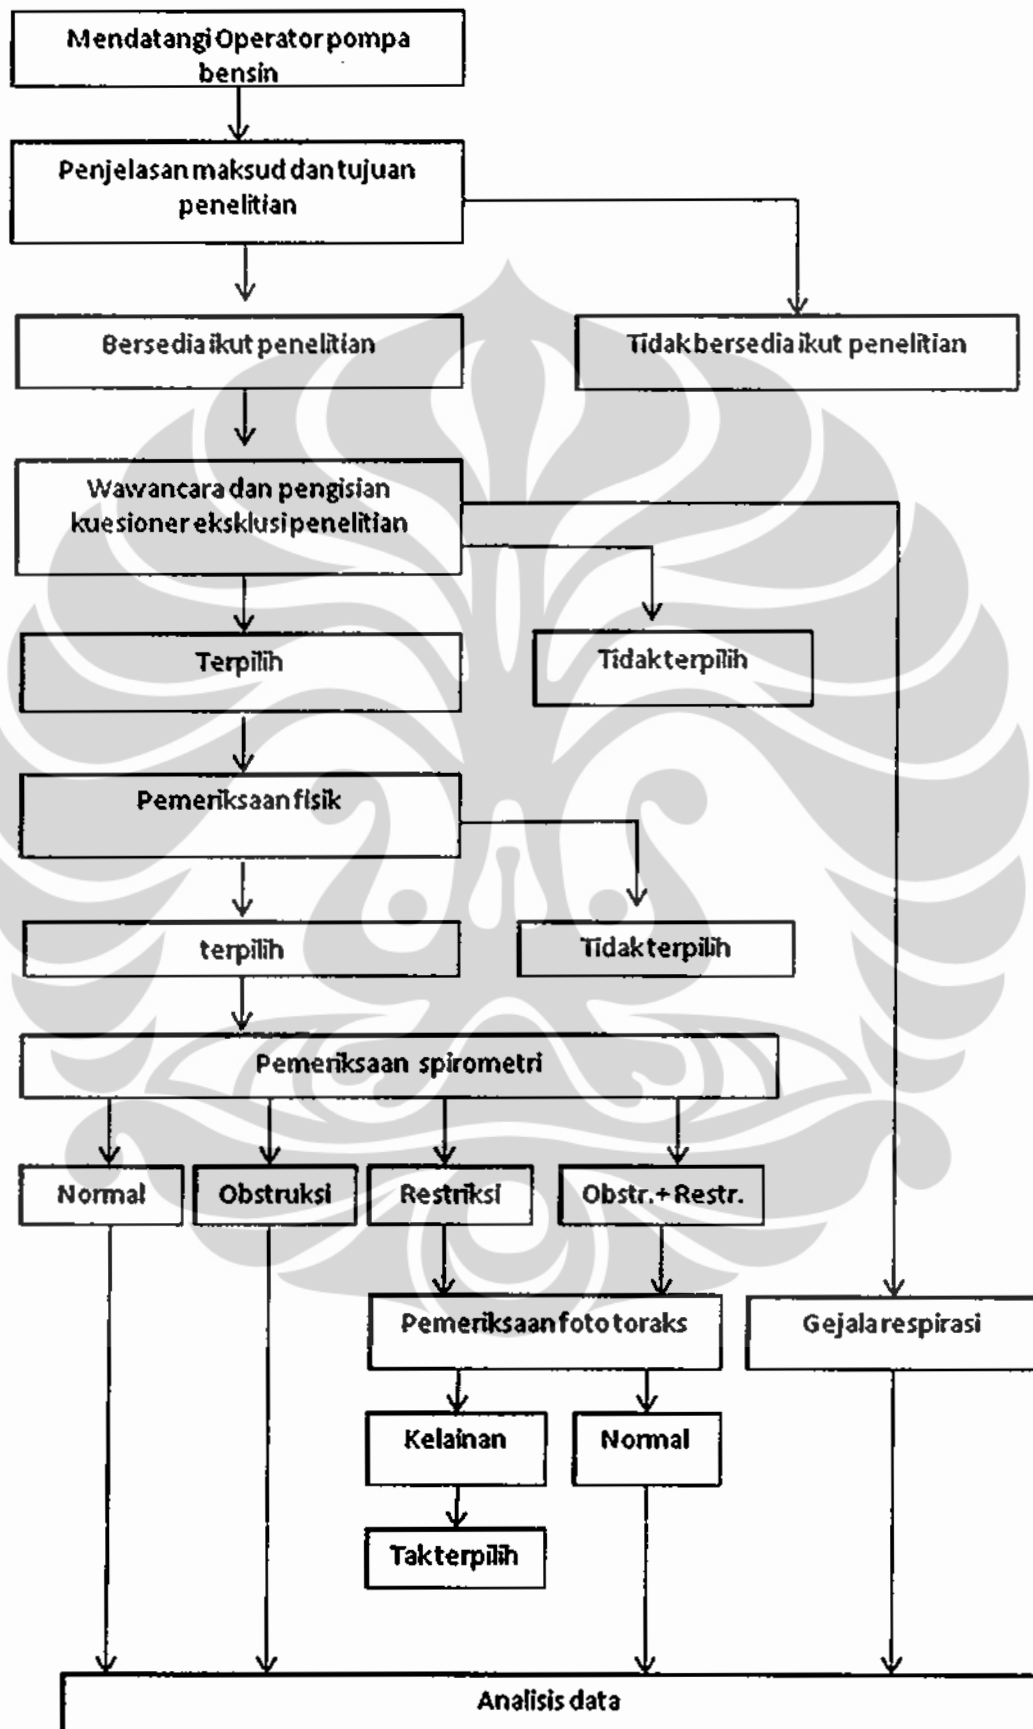 Mendatangi Operator pompa
bensin
Penjelasan maksud dan tujuan
penelitian
Bersedia ikut penelitian
Tidak bersedia ikut penelitian
Wawancara dan pengisian
kuesioner eksklusi penelitian
Terpilih
Tidak terpilih
Pemeriksaan fisik
terpilih
Tidak terpilih
Pemeriksaan spirometri
Normal
Obstruksi
Restriksi
Obstr. + Restr.
Pemeriksaan foto toraks
Gejala respirasi
Kelainan
Normal
Tak terpilih
Analisis data